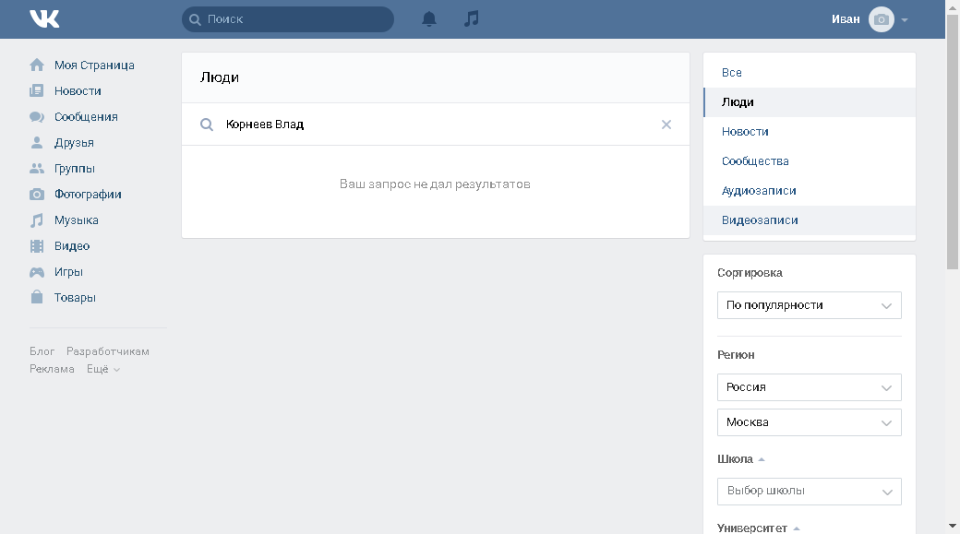 Поиск
Иван
Моя Страница
Новости
Сообщения
Друзья
Группы
Фотографии
Музыка
Видео
Игры
Товары
Блог Разработчикам
Реклама Ещё
Люди
Корнеев Влад
Ваш запрос не дал результатов
Все
Люди
Новости
Сообщества
Аудиозаписи
Видеозаписи
Сортировка
По популярности
Регион
Россия
Москва
Школа
Выбор школы
Университет